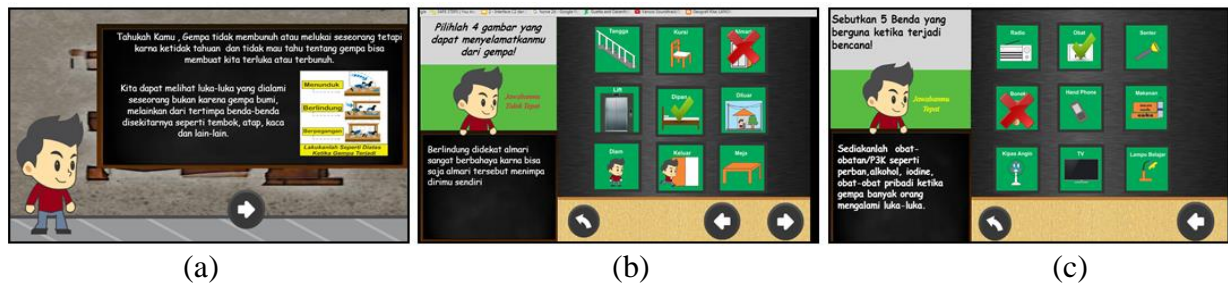 Tahukah Kamu , Gempa tidak membunuh atau melukai seseorang tetapi
karna ketidak tahuan dan tidak mau tahu tentang gempa bisa
membuat kita terluka atau terbunuh.
Kita dapat melihat luka-luka yang dialami
seseorang bukan karena gempa bumi,
melainkan dari tertimpa benda-benda
disekitarnya seperti tembok, atap, kaca
dan lain-lain.
Menunduk
Berlindung
Berpegangan
Lakukanlah Seperti Diatas
Ketika Gempa Terjadi
(a)
Pilihlah 4 gambar yang
dapat menyelamatkanmu
dari gempa!
Jawabanmu
Tidak Tepat
Berlindung didekat almari
sangat berbahaya karna bisa
saja almari tersebut menimpa
dirimu sendiri
Tangga
Kursi
Almari
Lift
Dipan
Diluar
Diam
Keluar
Meja
(b)
Sebutkan 5 Benda yang
berguna ketika terjadi
bencana!
Jawabanmu
Tepat
Sediakanlah obat-
obatan/P3K seperti
perban,alkohol, iodine,
obat-obat pribadi ketika
gempa banyak orang
mengalami luka-luka.
Radio
Obat
Senter
Hand Phone
Makanan
Kipas Angin
TV
Lampu Belajar
(c)